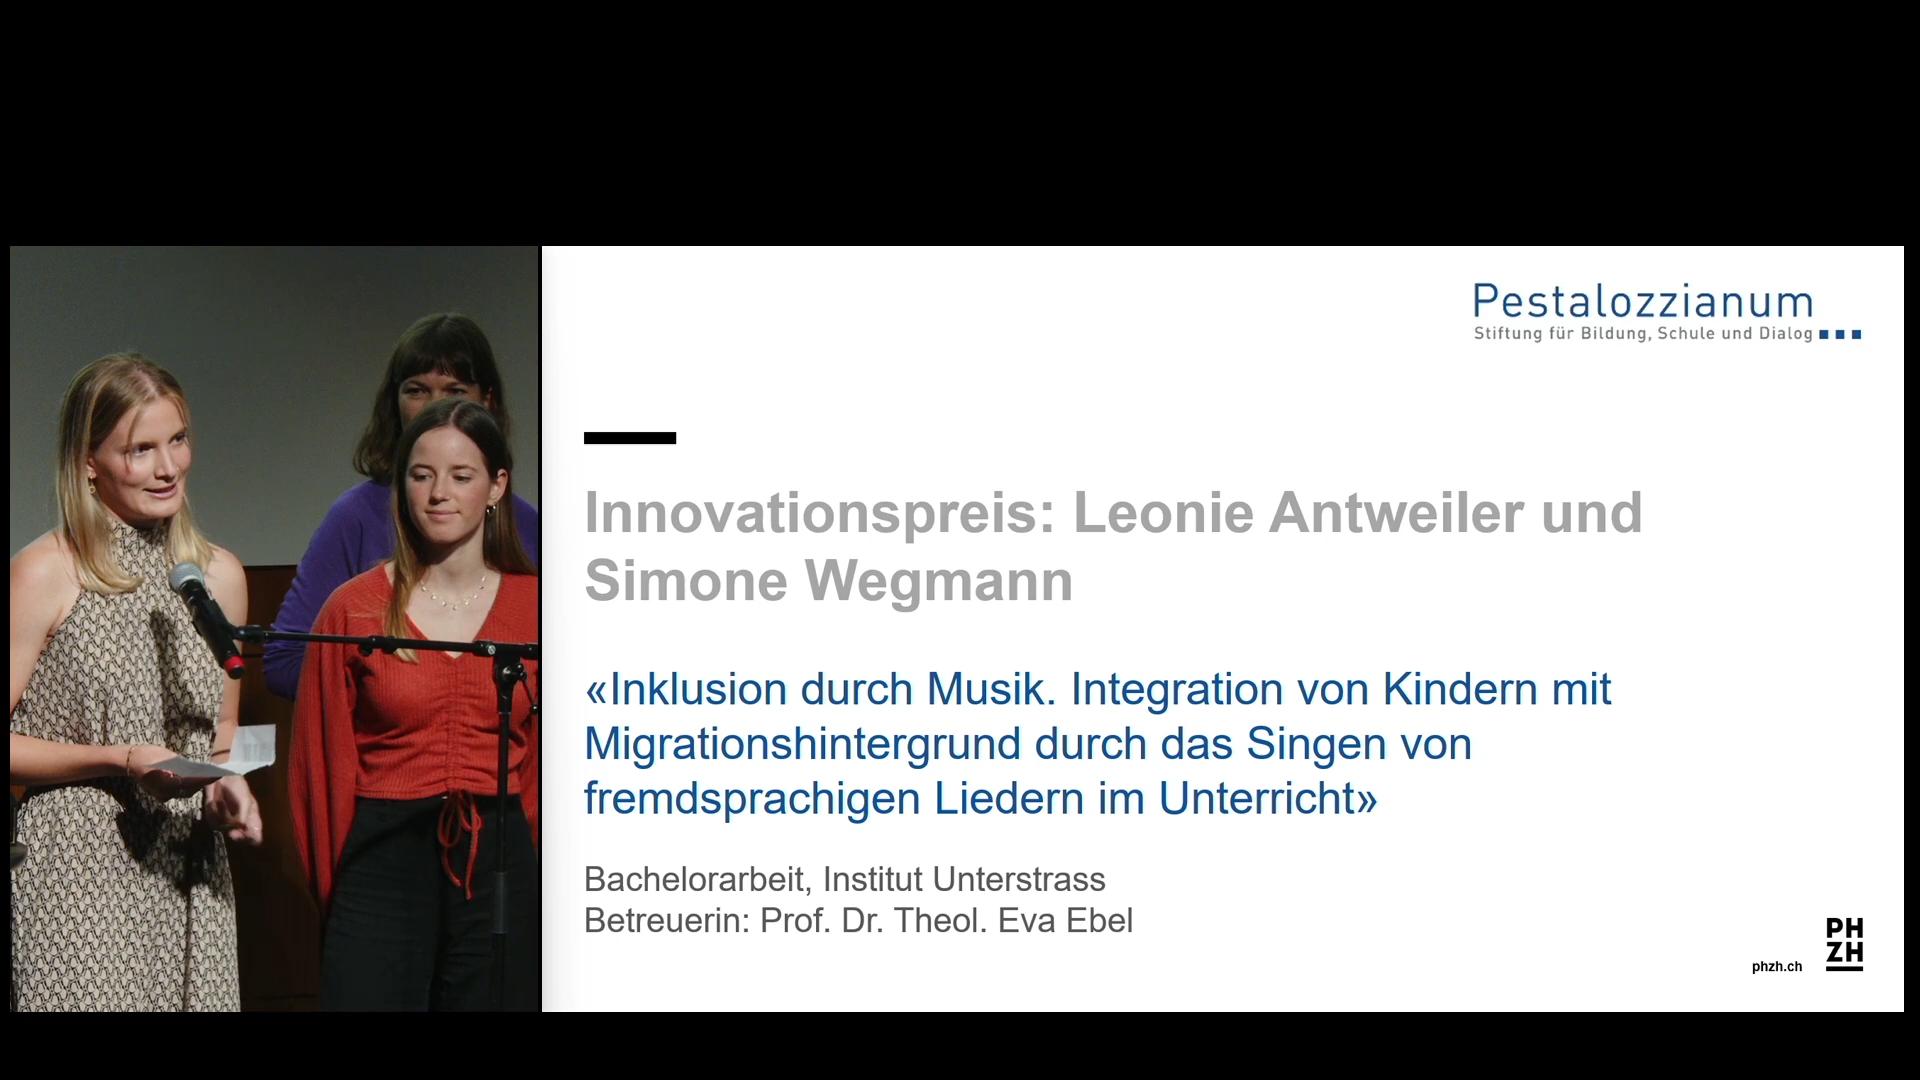 Pestalozzianum
Stiftung für Bildung, Schule und Dialog
Innovationspreis: Leonie Antweiler und
Simone Wegmann
«Inklusion durch Musik. Integration von Kindern mit
Migrationshintergrund durch das Singen von
fremdsprachigen Liedern im Unterricht»
Bachelorarbeit, Institut Unterstrass
Betreuerin: Prof. Dr. Theol. Eva Ebel
phzh.ch
PH
ZH